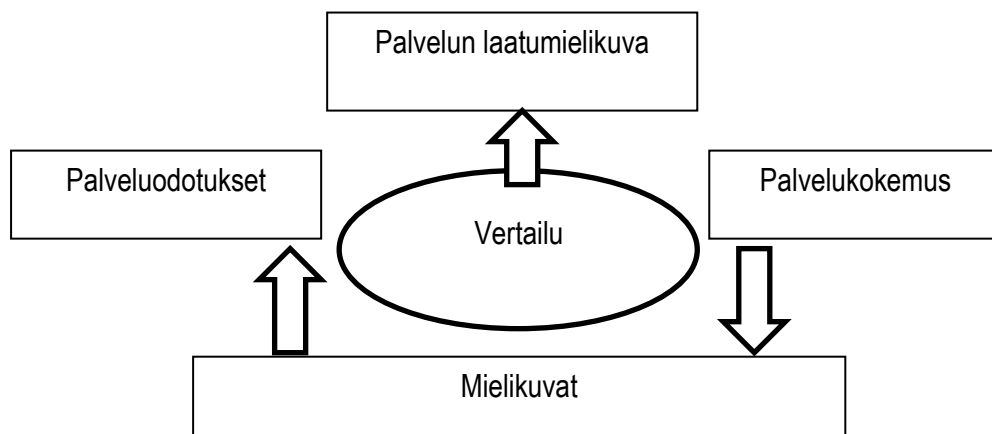 Palvelun laatumielikuva
Palveluodotukset
Palvelukokemus
Vertailu
Mielikuvat